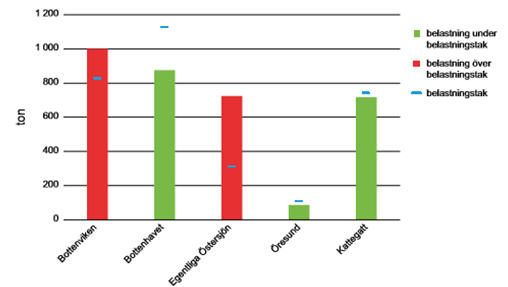 1 200
1 000
800
600
400
200
0
ton
Bottenviken
Bottenhavet
Egentliga Östersjön
Öresund
Kattegatt
belastning under
belastningstak
belastning över
belastningstak
belastningstak